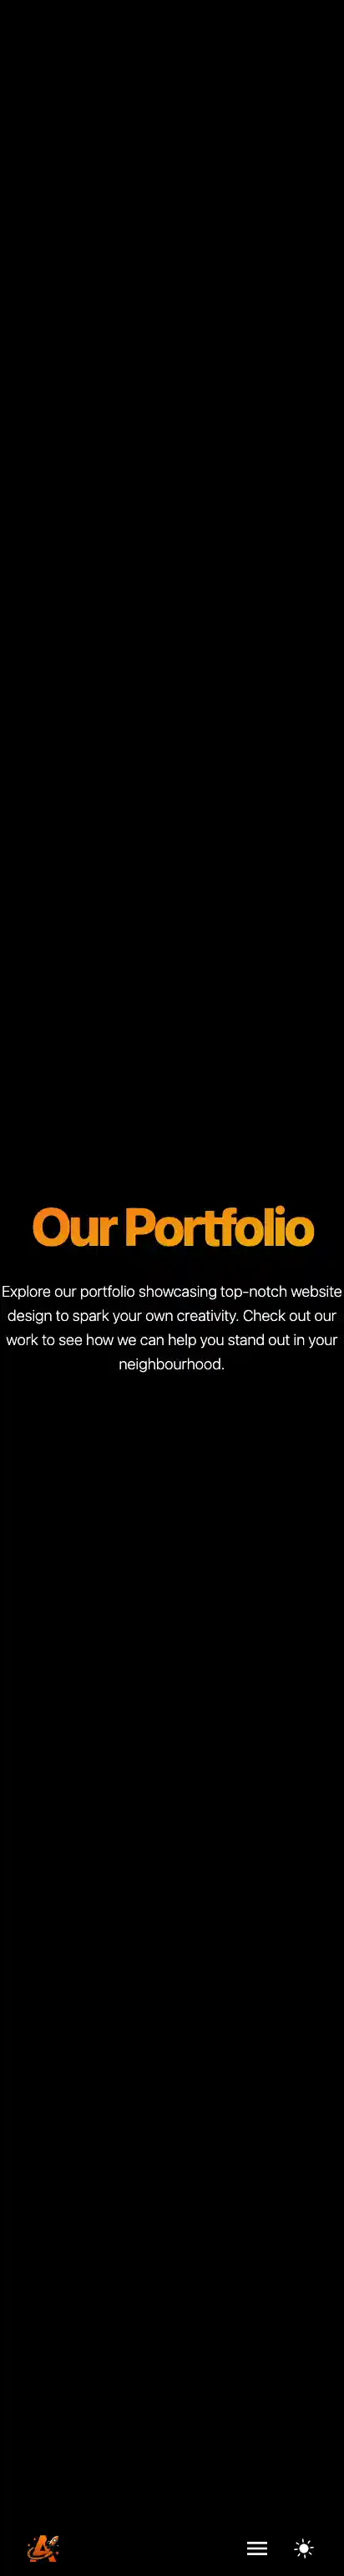 Our Portfolio
Explore our portfolio showcasing top-notch website
design to spark your own creativity. Check out our
work to see how we can help you stand out in your
neighbourhood.